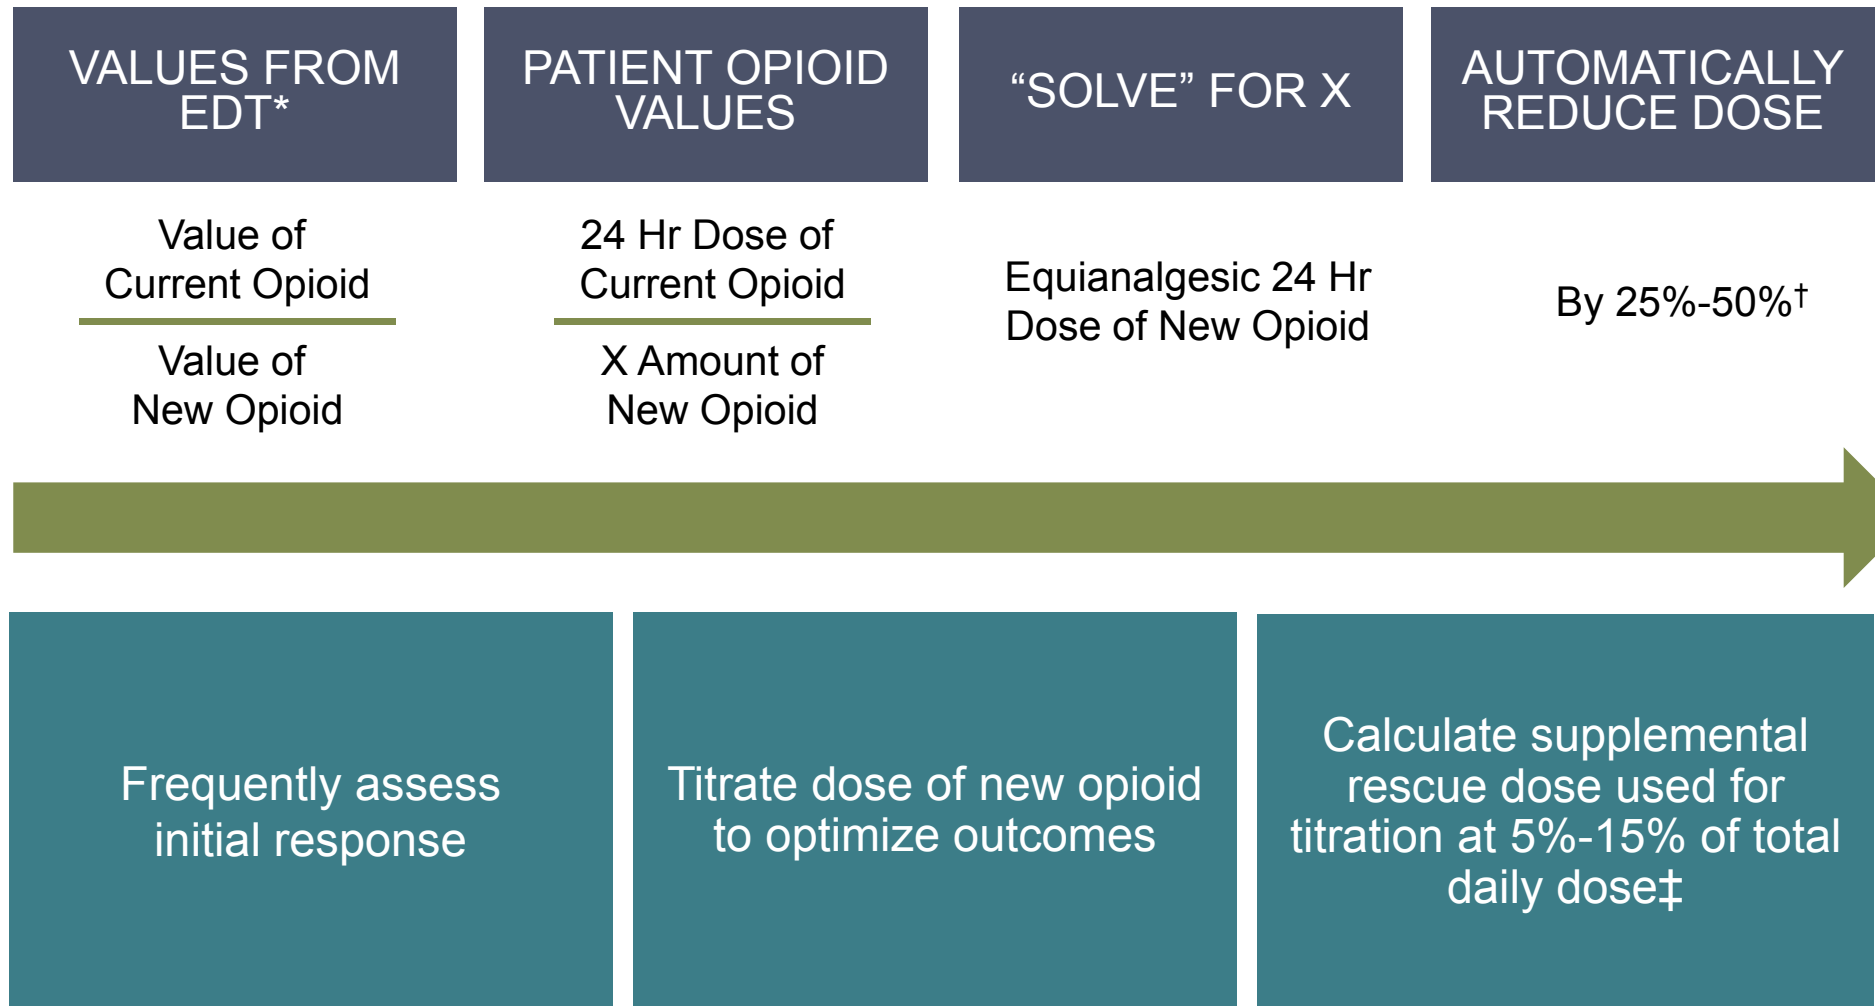 VALUES FROM
EDT*
PATIENT OPIOID
VALUES
“SOLVE” FOR X
AUTOMATICALLY
REDUCE DOSE
Value of
Current Opioid
Value of
New Opioid
24 Hr Dose of
Current Opioid
X Amount of
New Opioid
Equianalgesic 24 Hr
Dose of New Opioid
By 25%-50%†
Frequently assess
initial response
Titrate dose of new opioid
to optimize outcomes
Calculate supplemental
rescue dose used for
titration at 5%-15% of total
daily dose‡